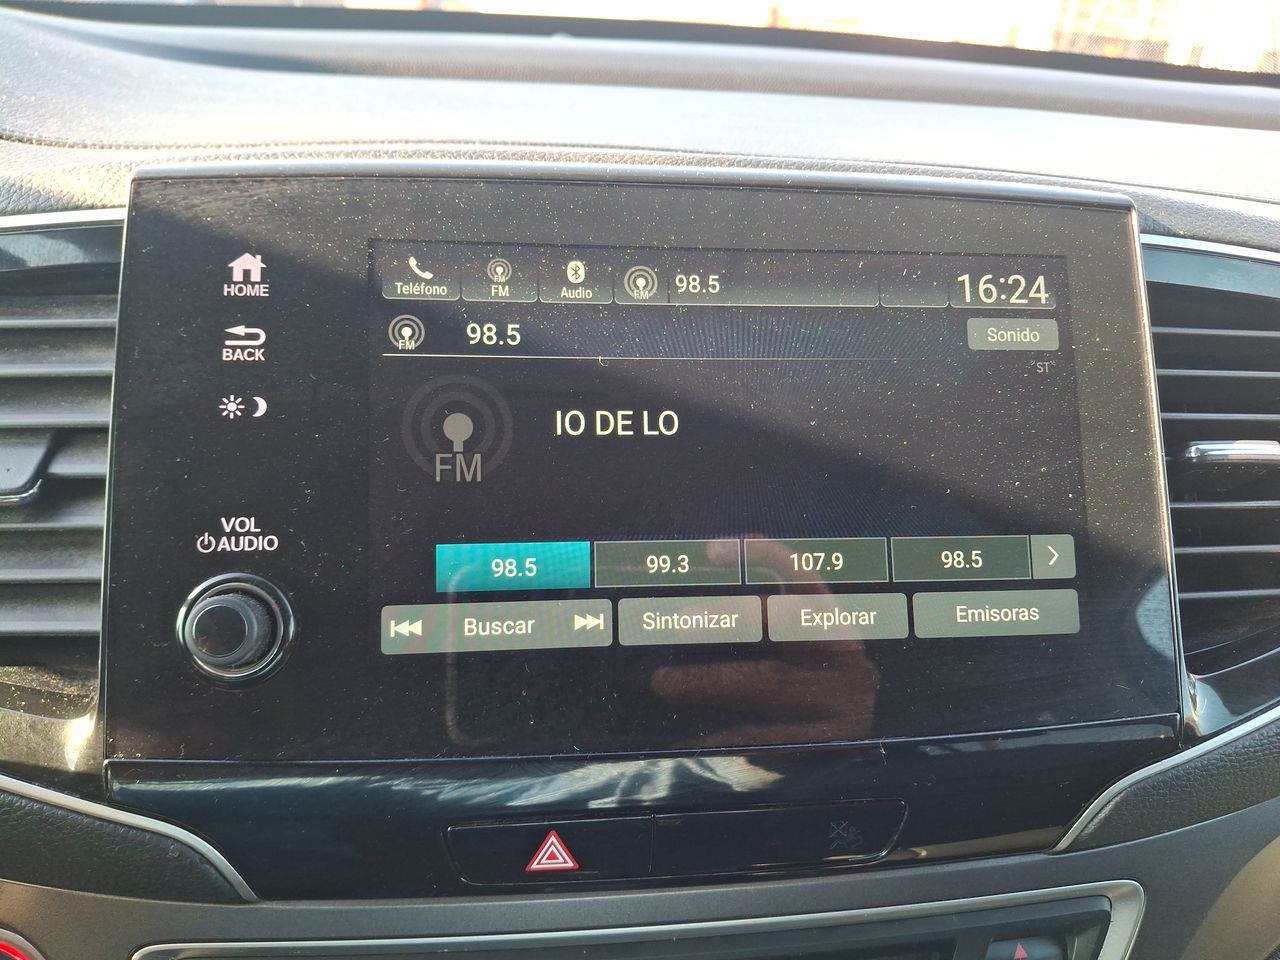 HOME
BACK
VOL
AUDIO
Teléfono
FM
FM
Audio
FM
98.5
16:24
FM
98.5
Sonido
ST
FM
IO DE LO
98.5
99.3
107.9
98.5
Buscar
Sintonizar
Explorar
Emisoras